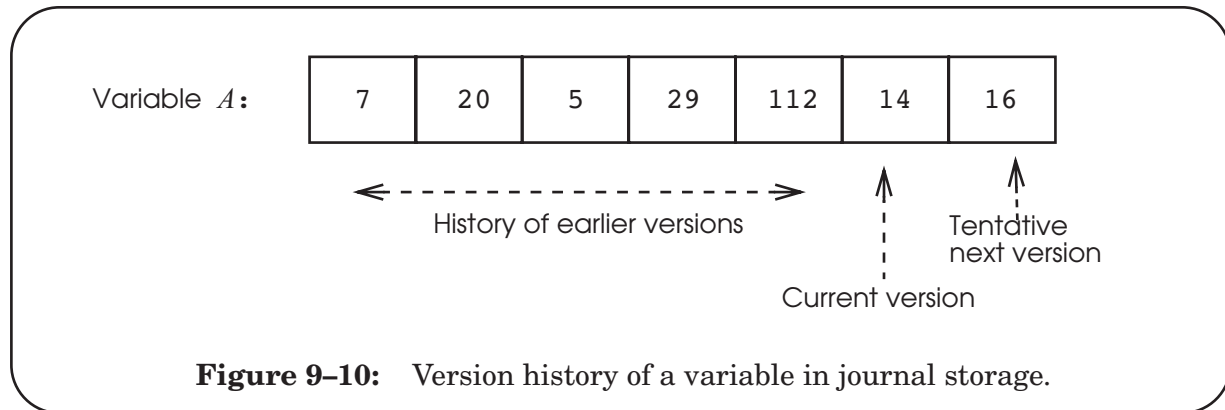 Variable A: 7 20 5 29 112 14 16
History of earlier versions
Tentative
next version
Current version
Figure 9–10: Version history of a variable in journal storage.